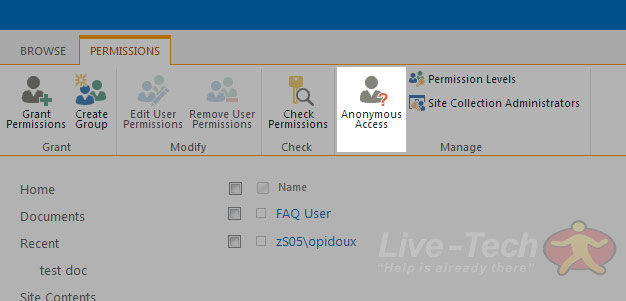 BROWSE PERMISSIONS
Grant Permissions
Create Group
Edit User Permissions
Remove User Permissions
Check Permissions
Anonymous Access
Permission Levels
Site Collection Administrators
Grant
Modify
Check
Manage
Home
Documents
Recent
test doc
Site Contents
Name
FAQ User
zS05\opidoux
Live-Tech
"Help is already there"